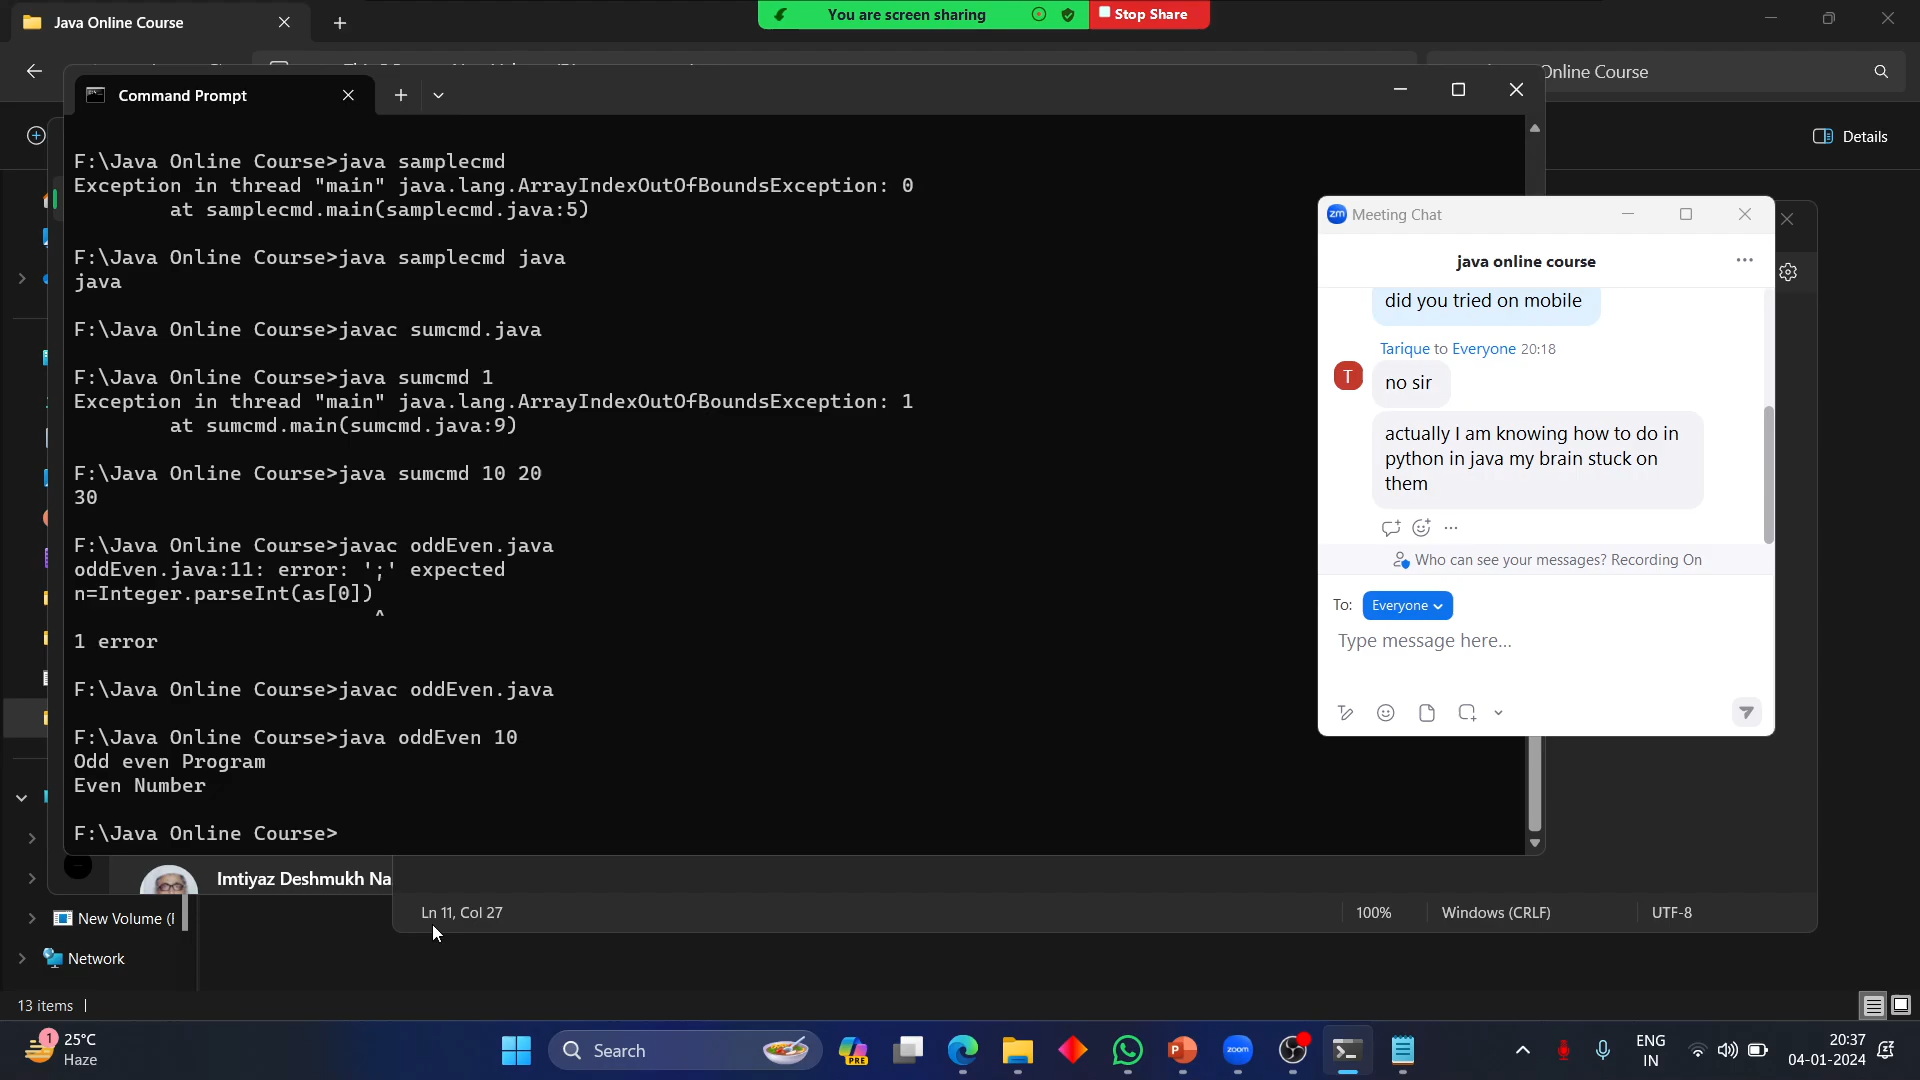 Java Online Course
You are screen sharing
Stop Share
Online Course
Command Prompt
Details
F:\Java Online Course>java samplecmd
Exception in thread "main" java.lang.ArrayIndexOutOfBoundsException: 0
at samplecmd.main(samplecmd.java:5)
F:\Java Online Course>java samplecmd java
java
F:\Java Online Course>javac sumcmd.java
F:\Java Online Course>java sumcmd 1
Exception in thread "main" java.lang.ArrayIndexOutOfBoundsException: 1
at sumcmd.main(sumcmd.java:9)
F:\Java Online Course>java sumcmd 10 20
30
F:\Java Online Course>javac oddEven.java
oddEven.java:11: error: ';' expected
n=Integer.parseInt(as[0])
^
1 error
F:\Java Online Course>javac oddEven.java
F:\Java Online Course>java oddEven 10
Odd even Program
Even Number
F:\Java Online Course>
zm Meeting Chat
java online course
did you tried on mobile
Tarique to Everyone 20:18
T
no sir
actually I am knowing how to do in
python in java my brain stuck on
them
Who can see your messages? Recording On
To: Everyone
Type message here...
Imtiyaz Deshmukh Na
Ln 11, Col 27
100%
Windows (CRLF)
UTF-8
New Volume (
Network
13 items
1
25°C
Haze
Search
PRE
zoom
ENG
IN
20:37
04-01-2024